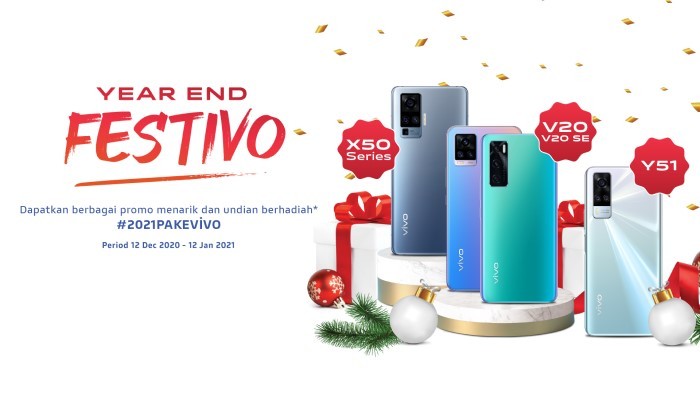 YEAR END
FESTIVO
Dapatkan berbagai promo menarik dan undian berhadiah*
#2021PAKEVIVO
Period 12 Dec 2020 - 12 Jan 2021
X50
Series
V20
V20 SE
Y51
vivo
vivo
vivo
vivo